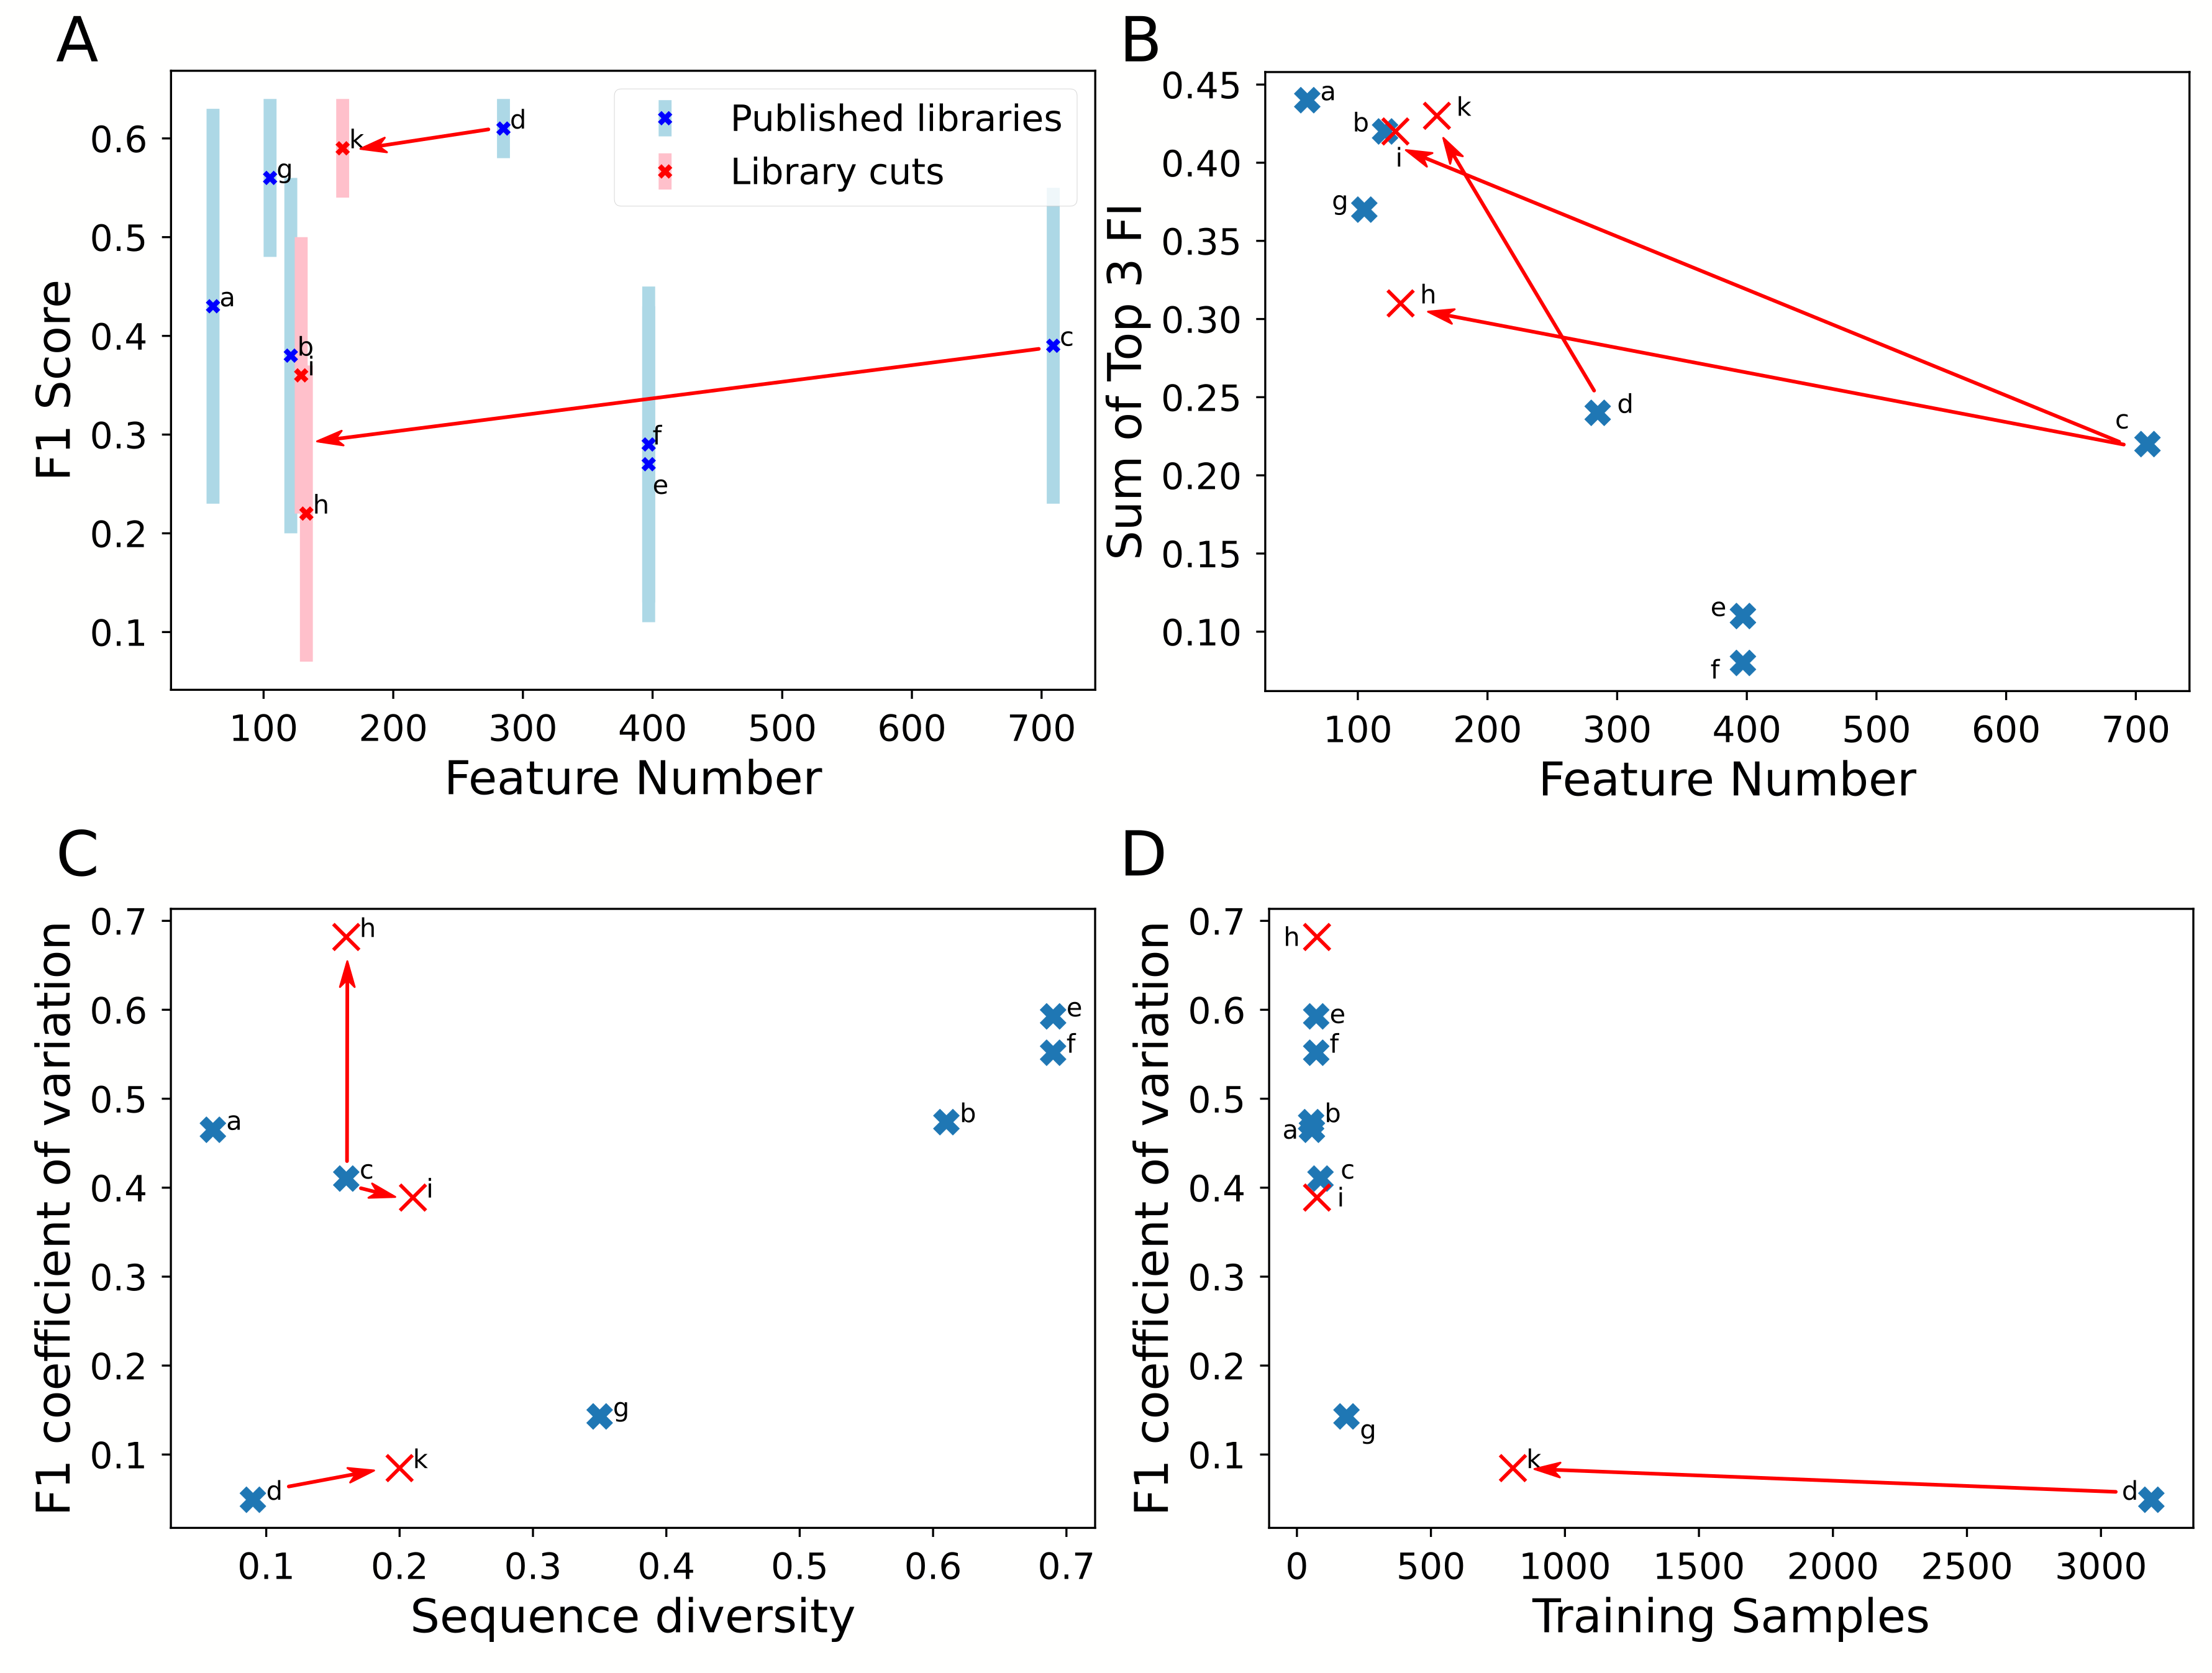 A
F1 Score
0.6
0.5
0.4
0.3
0.2
0.1
100 200 300 400 500 600 700
Feature Number
Published libraries
Library cuts
a
g
b
i
h
k
d
f
e
c
B
Sum of Top 3 FI
0.45
0.40
0.35
0.30
0.25
0.20
0.15
0.10
100 200 300 400 500 600 700
Feature Number
a
b
k
i
g
h
d
c
e
f
C
F1 coefficient of variation
0.7
0.6
0.5
0.4
0.3
0.2
0.1
0.1 0.2 0.3 0.4 0.5 0.6 0.7
Sequence diversity
h
e
f
a
b
c
i
g
k
d
D
F1 coefficient of variation
0.7
0.6
0.5
0.4
0.3
0.2
0.1
0 500 1000 1500 2000 2500 3000
Training Samples
h
e
f
b
a
c
i
g
k
d